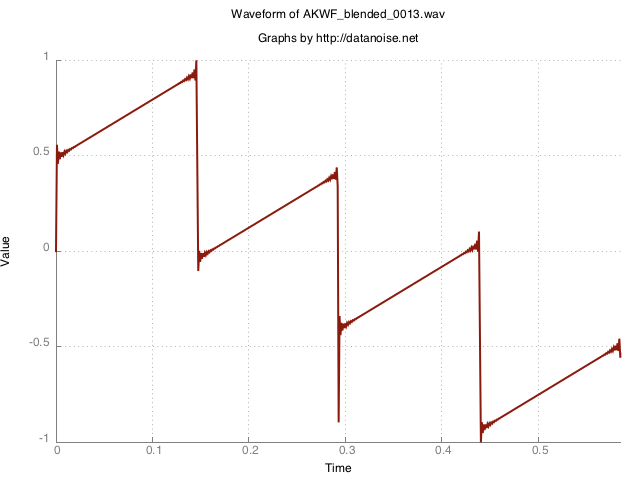 Waveform of AKWF_blended_0013.wav
Graphs by http://datanoise.net
1
0.5
0
-0.5
-1
Value
0
0.1
0.2
0.3
0.4
0.5
Time